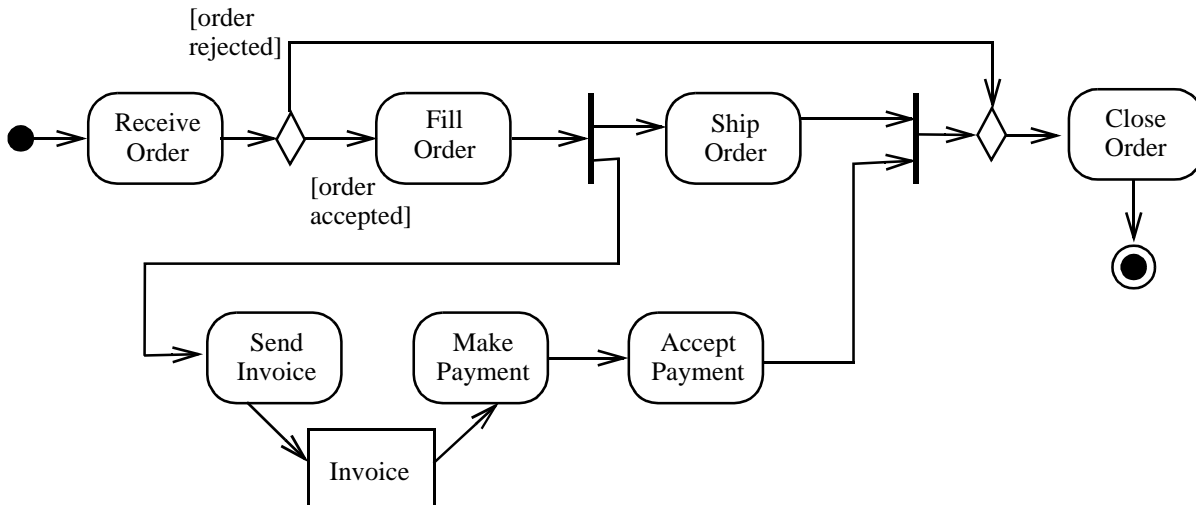 [order
rejected]
Receive
Order
Fill
Order
Ship
Order
Close
Order
[order
accepted]
Send
Invoice
Make
Payment
Accept
Payment
Invoice